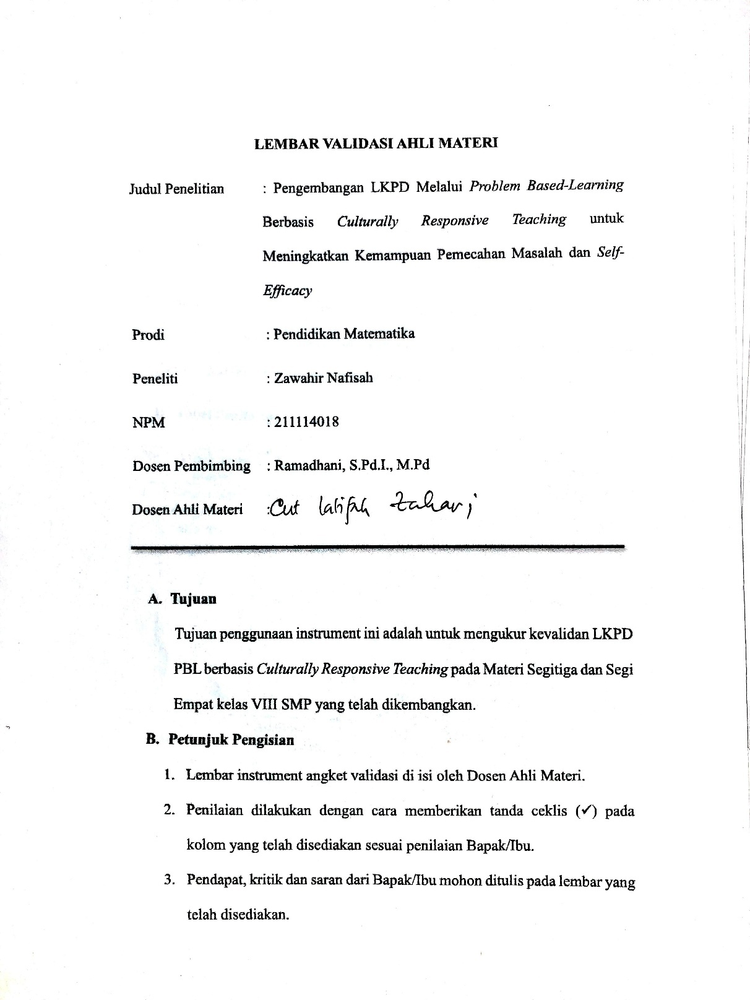 LEMBAR VALIDASI AHLI MATERI
Judul Penelitian : Pengembangan LKPD Melalui Problem Based-Learning
Berbasis Culturally Responsive Teaching untuk
Meningkatkan Kemampuan Pemecahan Masalah dan Self-
Efficacy
Prodi : Pendidikan Matematika
Peneliti : Zawahir Nafisah
NPM : 211114018
Dosen Pembimbing : Ramadhani, S.Pd.I., M.Pd
Dosen Ahli Materi : Cut latifah zahari
A. Tujuan
Tujuan penggunaan instrument ini adalah untuk mengukur kevalidan LKPD
PBL berbasis Culturally Responsive Teaching pada Materi Segitiga dan Segi
Empat kelas VIII SMP yang telah dikembangkan.
B. Petunjuk Pengisian
1. Lembar instrument angket validasi di isi oleh Dosen Ahli Materi.
2. Penilaian dilakukan dengan cara memberikan tanda ceklis (✓) pada
kolom yang telah disediakan sesuai penilaian Bapak/Ibu.
3. Pendapat, kritik dan saran dari Bapak/Ibu mohon ditulis pada lembar yang
telah disediakan.